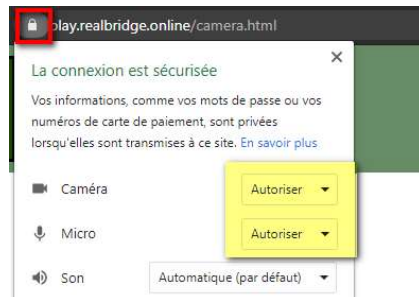 play.realbridge.online/camera.html
La connexion est sécurisée
Vos informations, comme vos mots de passe ou vos
numéros de carte de paiement, sont privées
lorsqu'elles sont transmises à ce site. En savoir plus
Caméra Autoriser
Micro Autoriser
Son Automatique (par défaut)